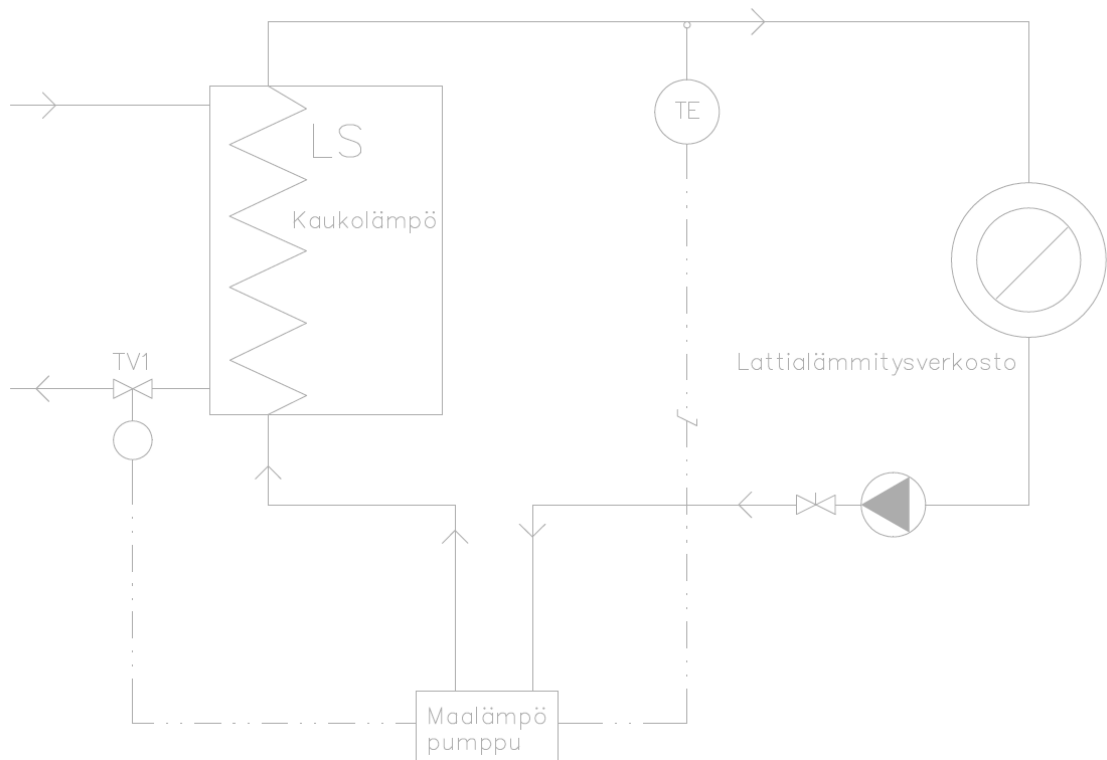 TE
LS
Kaukolämpö
TV1
Lattialämmitysverkosto
Maalämpö
pumppu